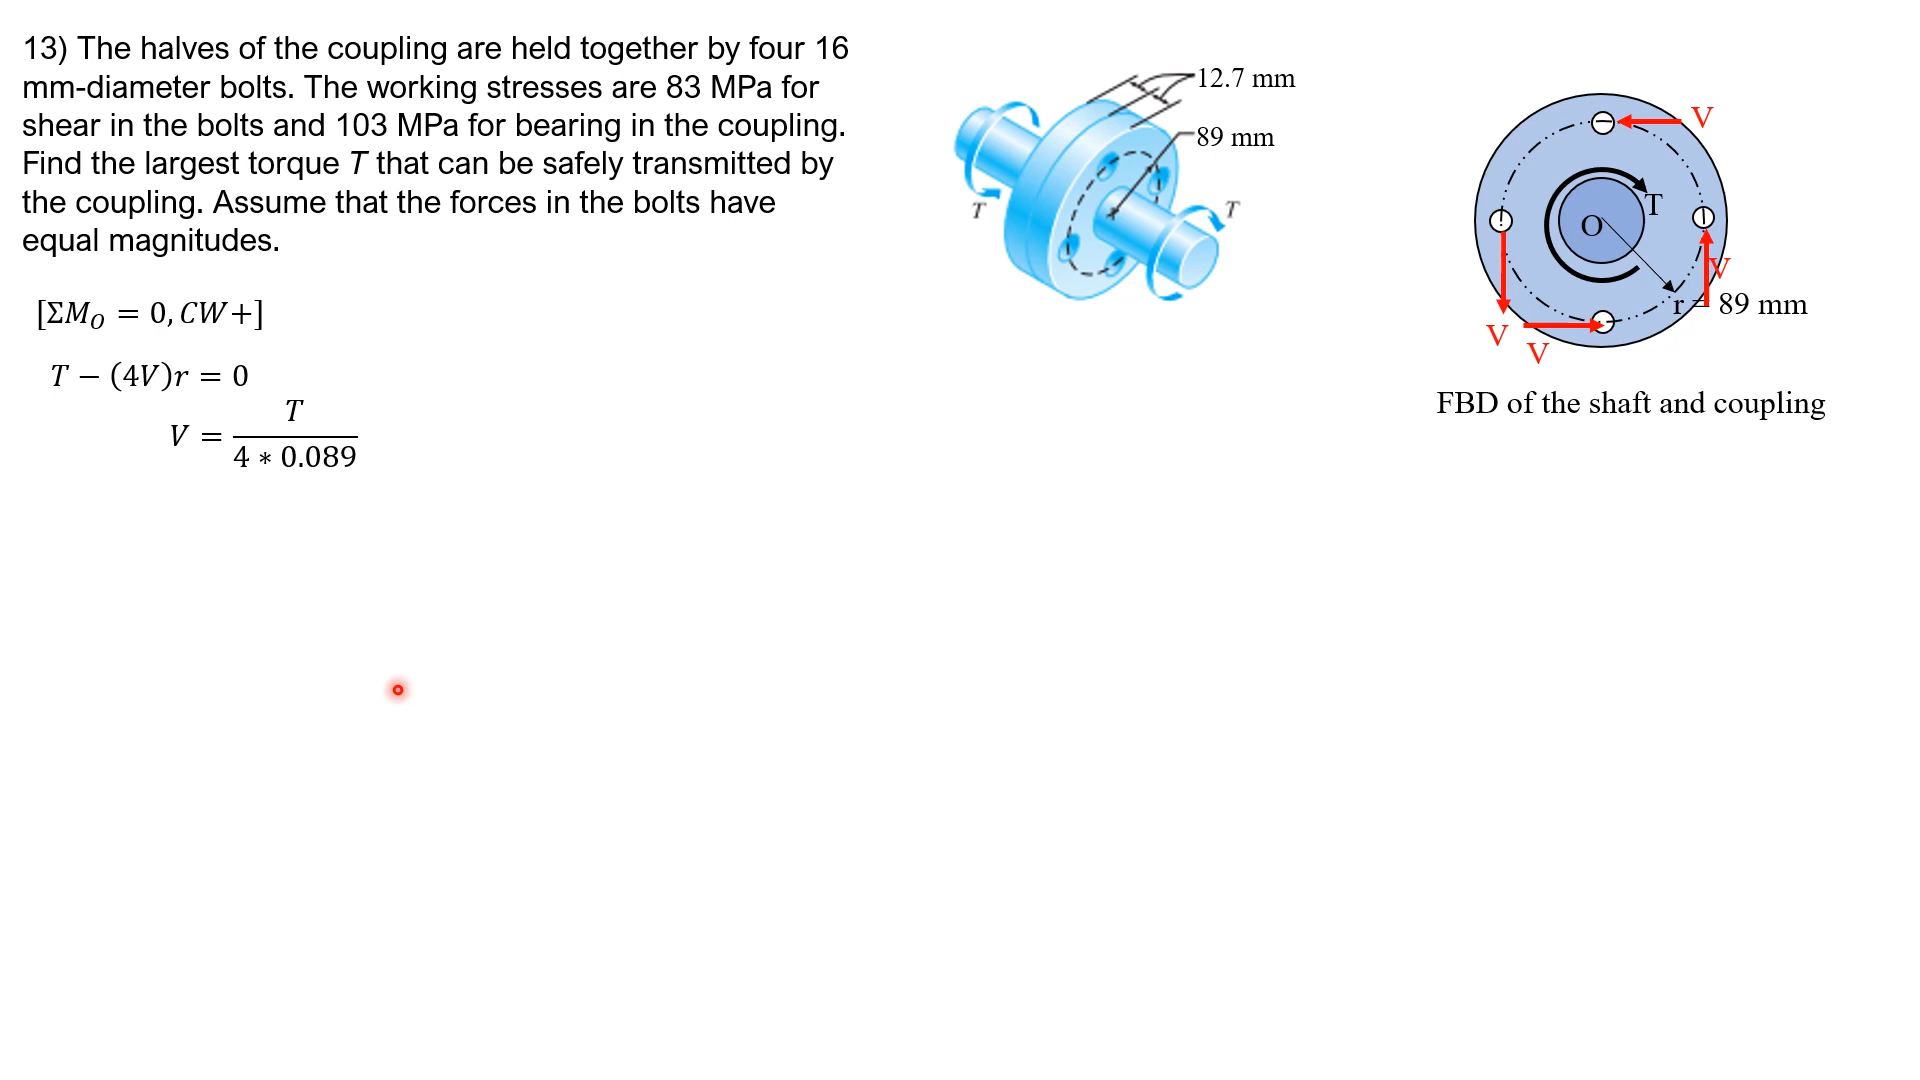 13) The halves of the coupling are held together by four 16
mm-diameter bolts. The working stresses are 83 MPa for
shear in the bolts and 103 MPa for bearing in the coupling.
Find the largest torque T that can be safely transmitted by
the coupling. Assume that the forces in the bolts have
equal magnitudes.
[ΣM_O = 0, CW+]
T − (4V)r = 0
V = T / (4 ∗ 0.089)
12.7 mm
89 mm
T
T
V
T
O
V
r = 89 mm
V
V
FBD of the shaft and coupling